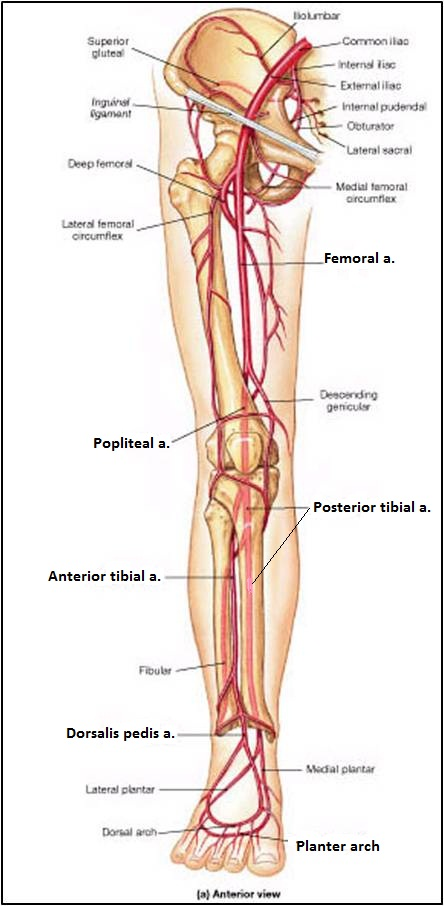 Iliolumbar
Superior
gluteal
Common iliac
Internal iliac
External iliac
Inguinal
ligament
Internal pudendal
Obturator
Lateral sacral
Deep femoral
Medial femoral
circumflex
Lateral femoral
circumflex
Femoral a.
Descending
genicular
Popliteal a.
Posterior tibial a.
Anterior tibial a.
Fibular
Dorsalis pedis a.
Medial plantar
Lateral plantar
Dorsal arch
Planter arch
(a) Anterior view